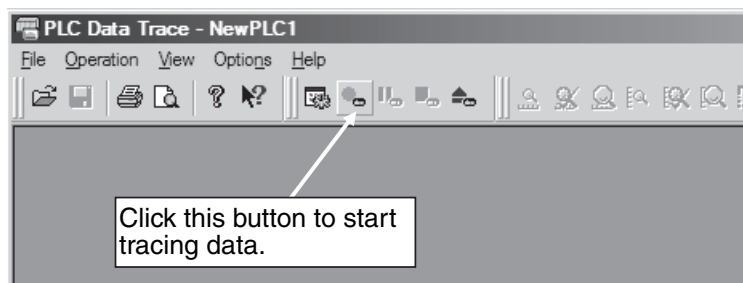 PLC Data Trace - NewPLC1
File Operation View Options Help
Click this button to start
tracing data.